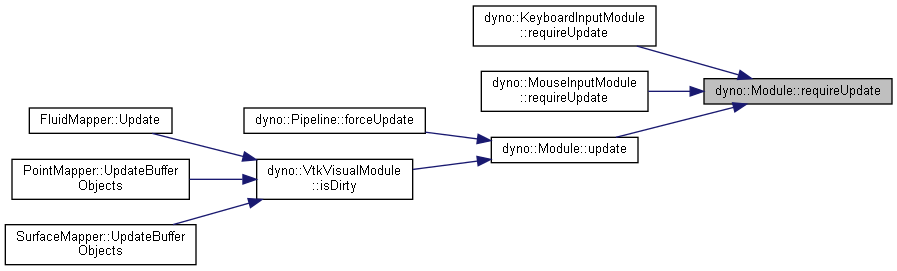 dyno::KeyboardInputModule
::requireUpdate
dyno::MouseInputModule
::requireUpdate
dyno::Module::requireUpdate
FluidMapper::Update
dyno::Pipeline::forceUpdate
dyno::Module::update
PointMapper::UpdateBuffer
Objects
dyno::VtkVisualModule
::isDirty
SurfaceMapper::UpdateBuffer
Objects